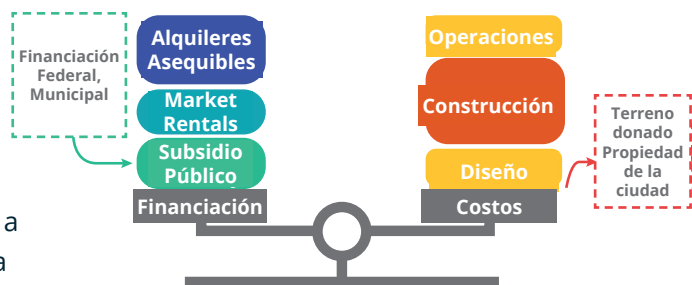 Financiación
Federal,
Municipal
Alquileres
Asequibles
Market
Rentals
Subsidio
Público
Financiación
Operaciones
Construcción
Diseño
Costos
Terreno
donado
Propiedad
de la
ciudad
a
a